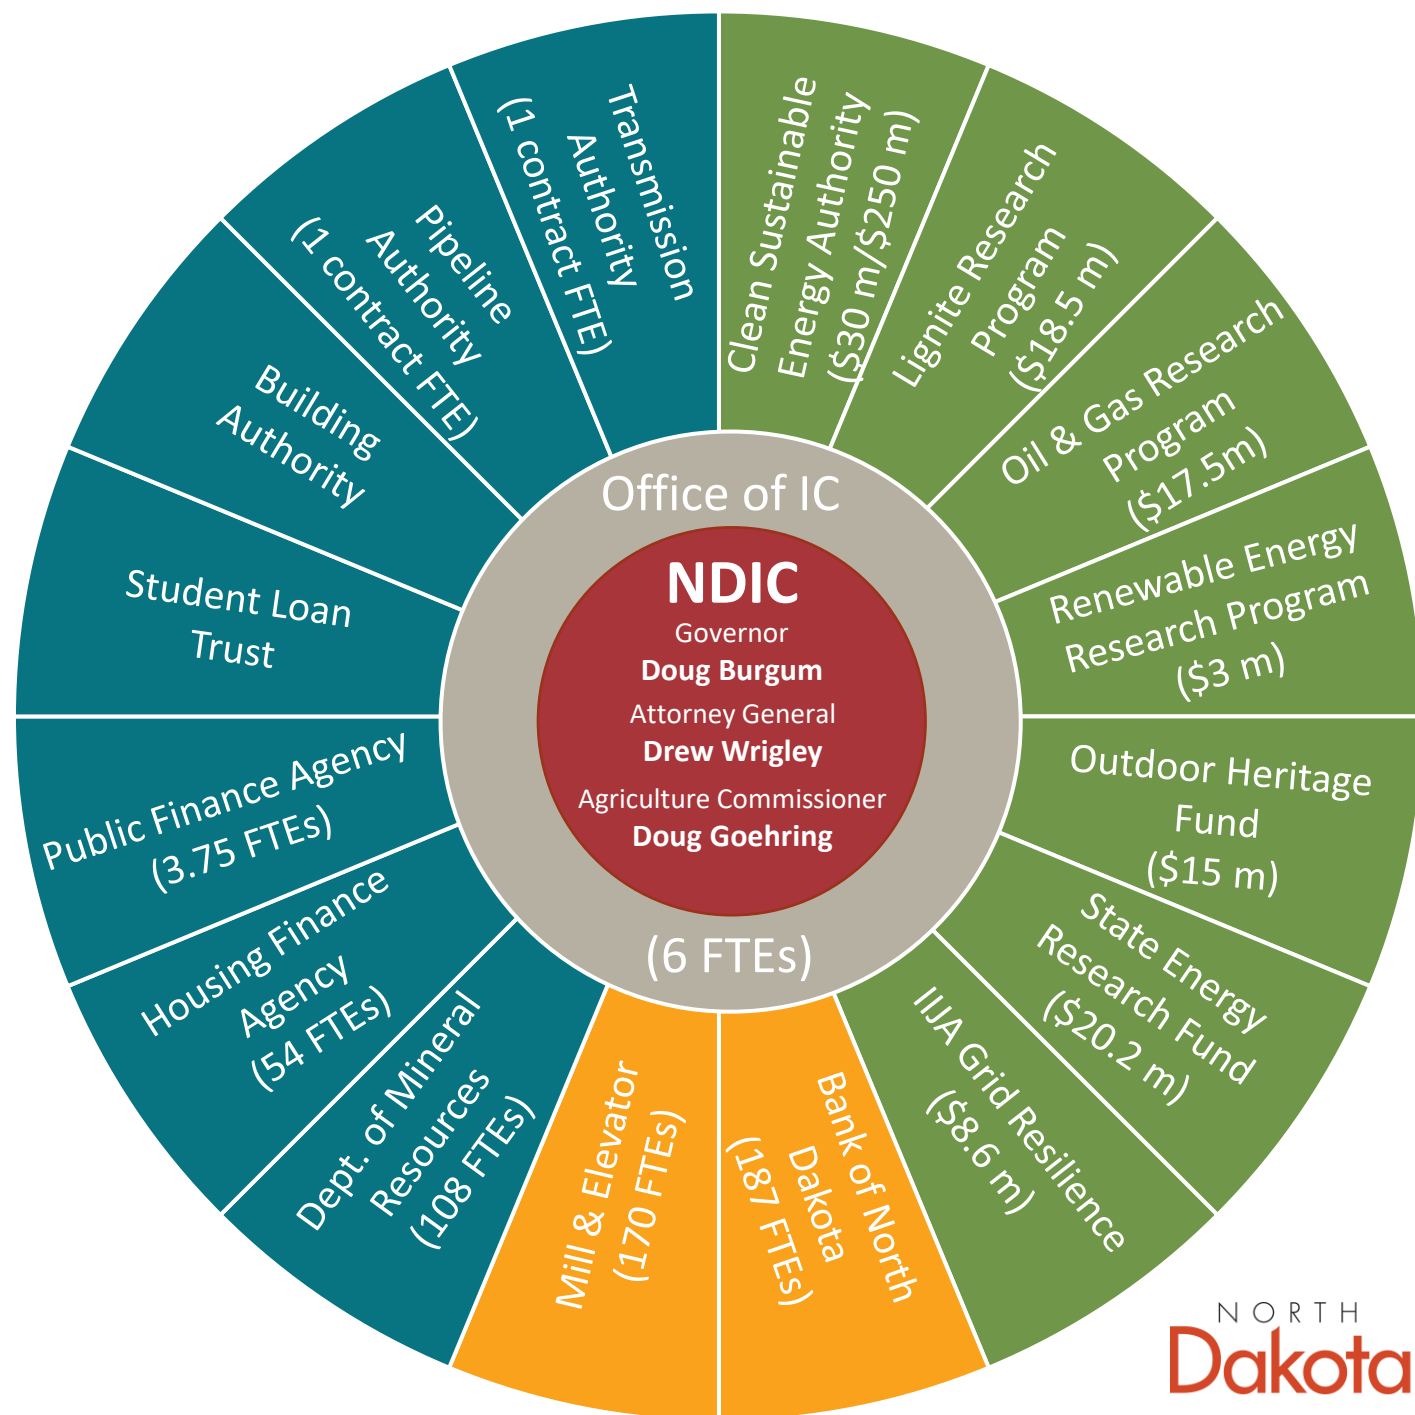 Clean Sustainable
Energy Authority
($30 m/$250 m)
Lignite Research
Program
($18.5 m)
Oil & Gas Research
Program
($17.5m)
Renewable Energy
Research Program
($3 m)
Outdoor Heritage
Fund
($15 m)
State Energy
Research Fund
($20.2 m)
IIJA Grid Resilience
($8.6 m)
Bank of North
Dakota
(187 FTEs)
Mill & Elevator
(170 FTEs)
Dept. of Mineral
Resources
(108 FTEs)
Housing Finance
Agency
(54 FTEs)
Public Finance Agency
(3.75 FTEs)
Student Loan
Trust
Building
Authority
Pipeline
Authority
(1 contract FTE)
Transmission
Authority
(1 contract FTE)
Office of IC
NDIC
Governor
Doug Burgum
Attorney General
Drew Wrigley
Agriculture Commissioner
Doug Goehring
(6 FTEs)
NORTH
Dakota